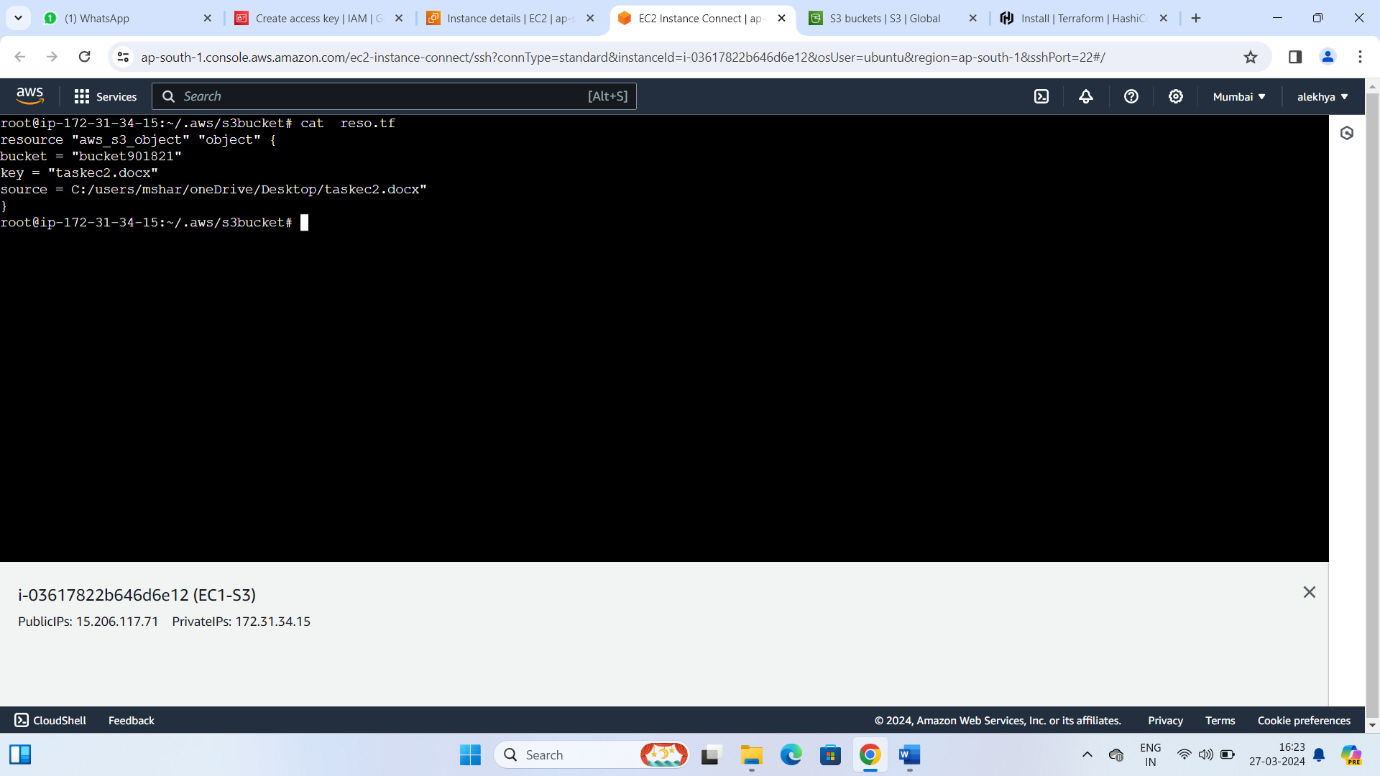 (1) WhatsApp
Create access key | IAM | G
Instance details | EC2 | ap-s
EC2 Instance Connect | ap-
S3 buckets | S3 | Global
Install | Terraform | HashiC
ap-south-1.console.aws.amazon.com/ec2-instance-connect/ssh?connType=standard&instanceId=i-03617822b646d6e12&osUser=ubuntu&region=ap-south-1&sshPort=22#/
aws
Services
Search
[Alt+S]
Mumbai
alekhya
root@ip-172-31-34-15:~/.aws/s3bucket# cat  reso.tf
resource "aws_s3_object" "object" {
bucket = "bucket901821"
key = "taskec2.docx"
source = C:/users/mshar/oneDrive/Desktop/taskec2.docx"
}
root@ip-172-31-34-15:~/.aws/s3bucket#
i-03617822b646d6e12 (EC1-S3)
PublicIPs: 15.206.117.71 PrivateIPs: 172.31.34.15
CloudShell
Feedback
© 2024, Amazon Web Services, Inc. or its affiliates.
Privacy
Terms
Cookie preferences
Search
ENG
IN
16:23
27-03-2024
PRE